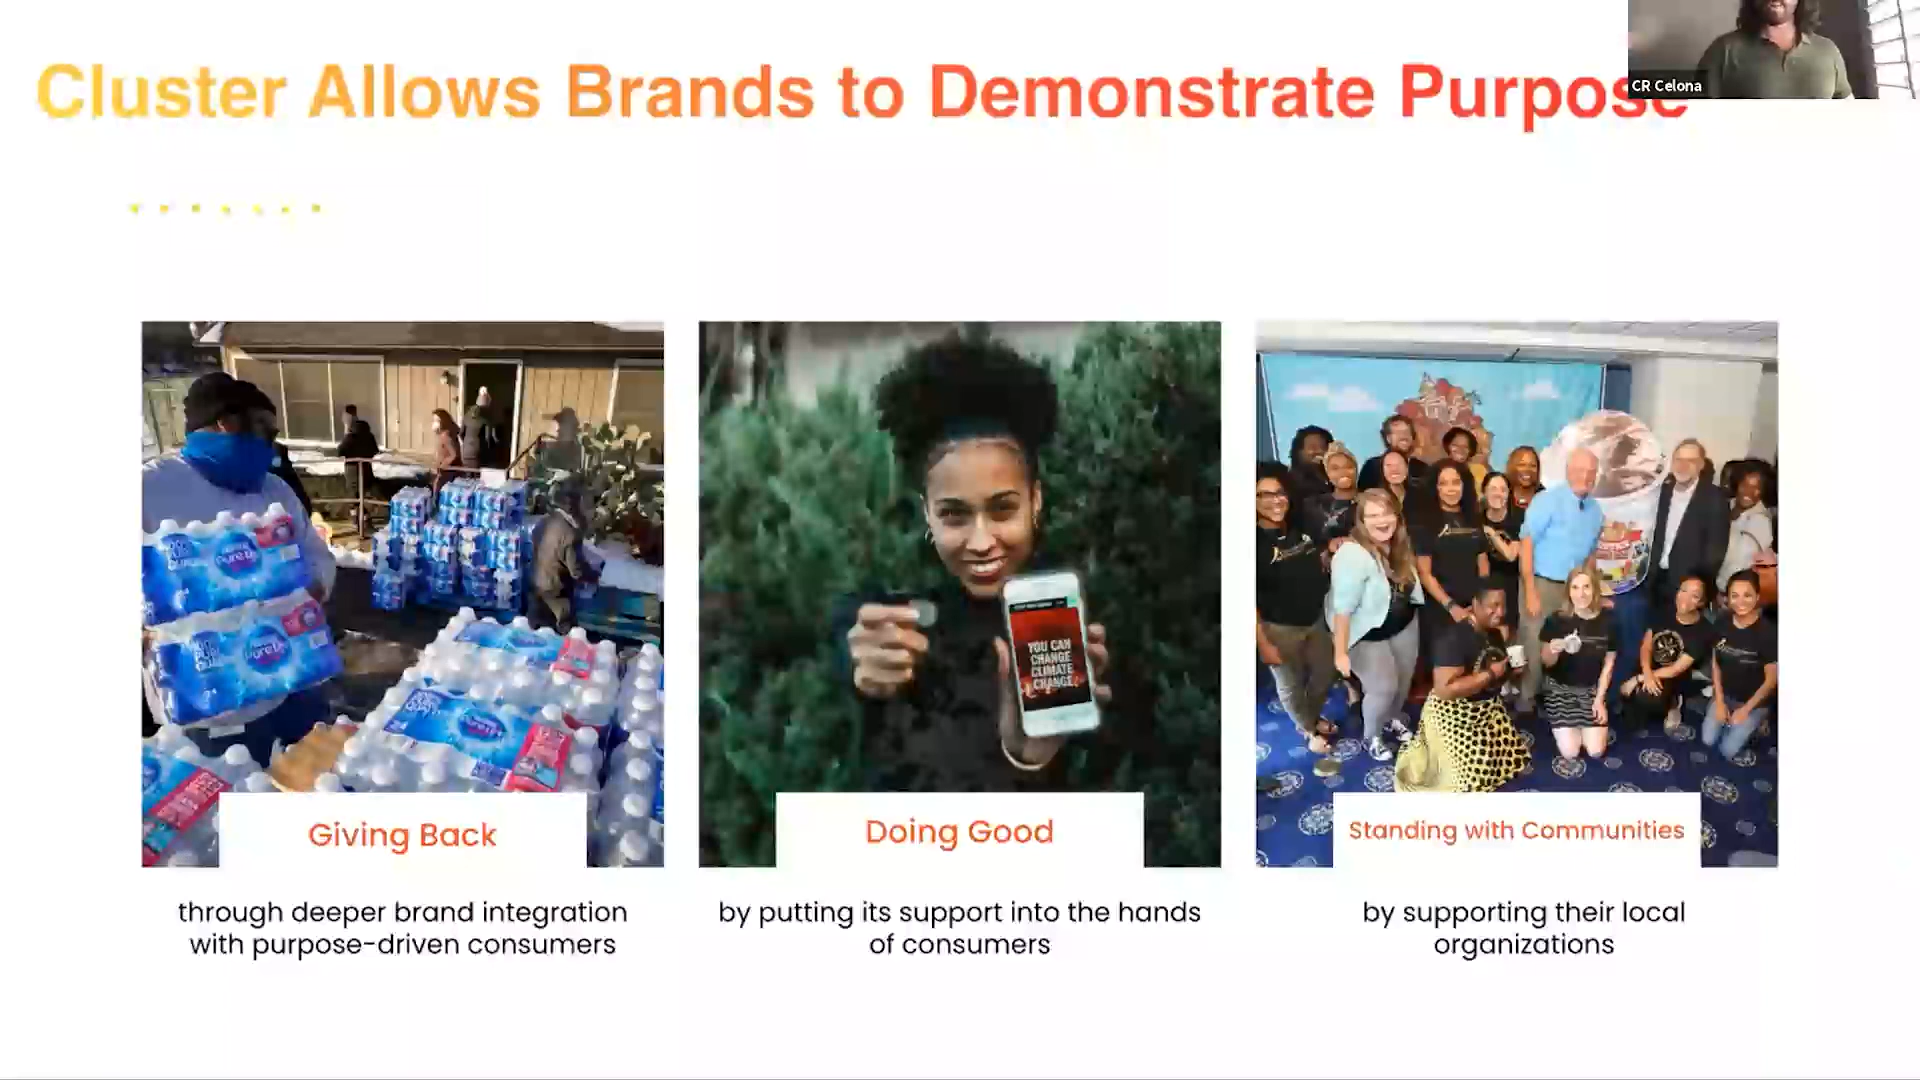 Cluster Allows Brands to Demonstrate Purpose
CR Celona
YOU CAN
CHANGE
CLIMATE
CHANGE
Giving Back
Doing Good
Standing with Communities
through deeper brand integration
with purpose-driven consumers
by putting its support into the hands
of consumers
by supporting their local
organizations